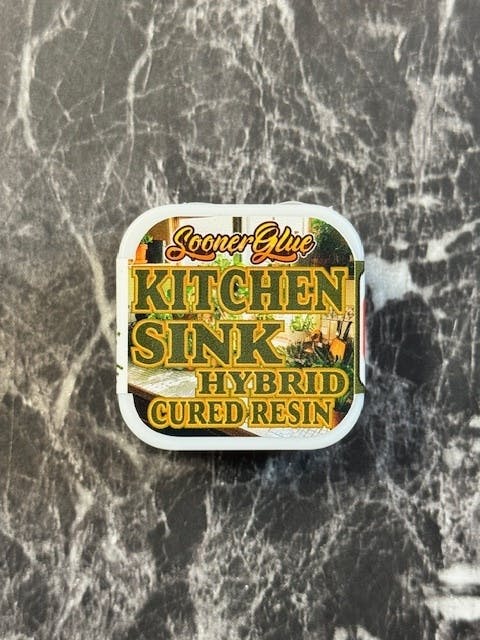 SoonerGlue
KITCHEN
SINK
HYBRID
CURED RESIN